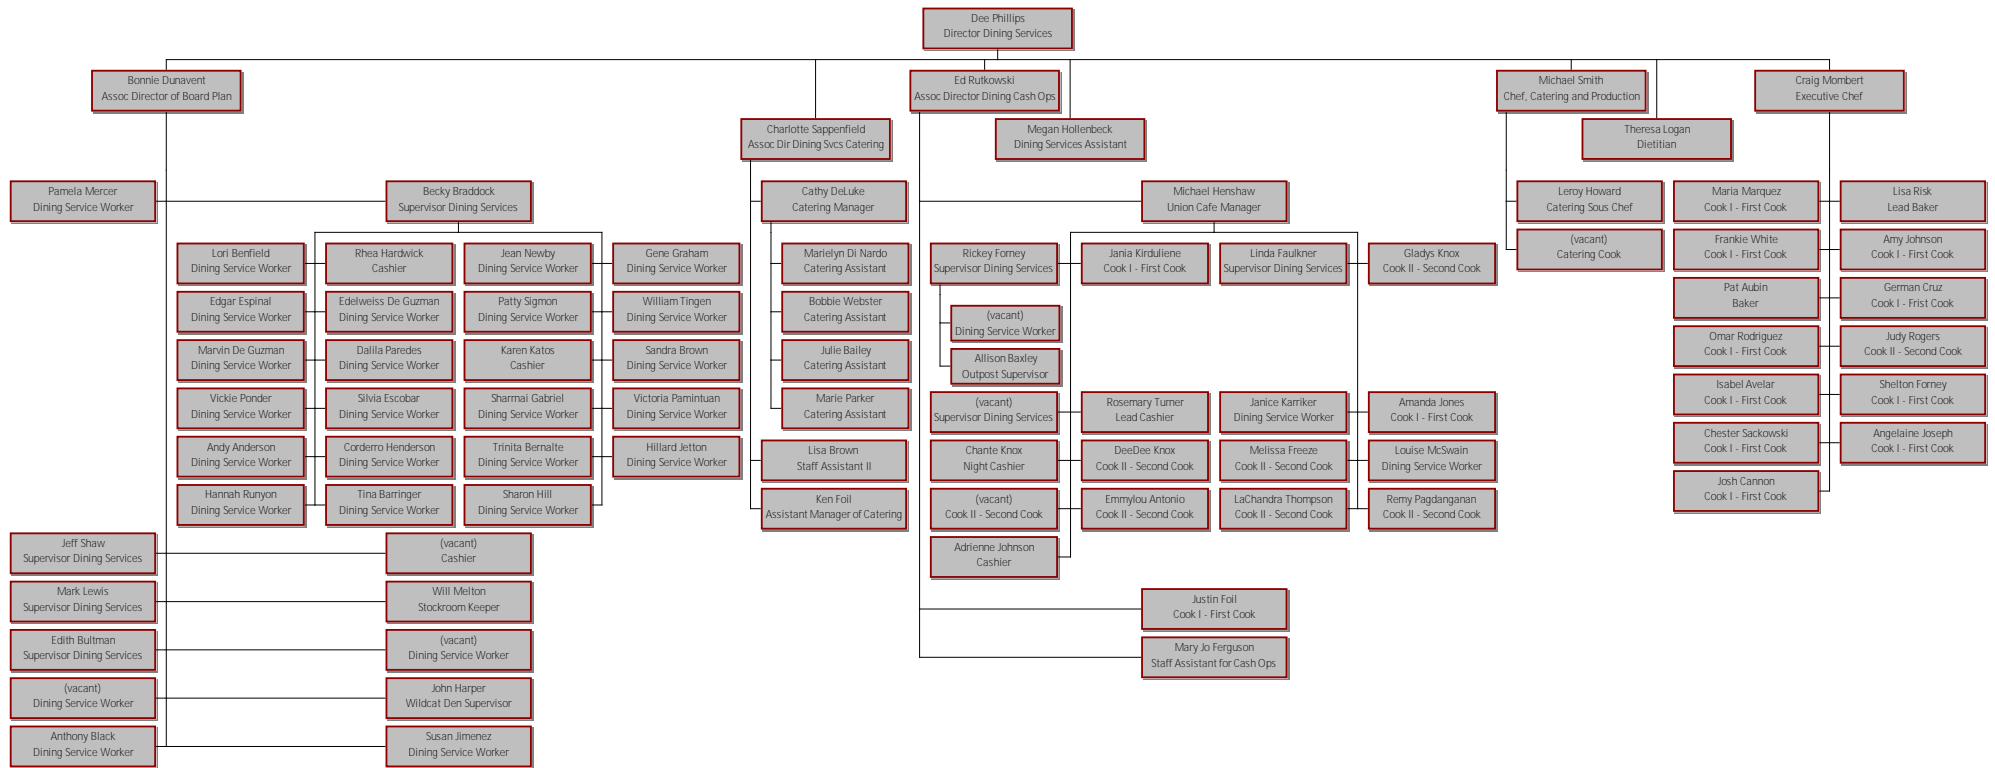 Dee Phillips
Director Dining Services
Bonnie Dunavent
Assoc Director of Board Plan
Ed Rutkowski
Assoc Director Dining Cash Ops
Michael Smith
Chef, Catering and Production
Craig Mombert
Executive Chef
Charlotte Sappenfield
Assoc Dir Dining Svcs Catering
Megan Hollenbeck
Dining Services Assistant
Theresa Logan
Dietitian
Pamela Mercer
Dining Service Worker
Becky Braddock
Supervisor Dining Services
Lori Benfield
Dining Service Worker
Rhea Hardwick
Cashier
Jean Newby
Dining Service Worker
Gene Graham
Dining Service Worker
Edgar Espinal
Dining Service Worker
Edelweiss De Guzman
Dining Service Worker
Patty Sigmon
Dining Service Worker
William Tingen
Dining Service Worker
Marvin De Guzman
Dining Service Worker
Dalila Paredes
Dining Service Worker
Karen Katos
Cashier
Sandra Brown
Dining Service Worker
Vickie Ponder
Dining Service Worker
Silvia Escobar
Dining Service Worker
Sharmai Gabriel
Dining Service Worker
Victoria Pamintuan
Dining Service Worker
Andy Anderson
Dining Service Worker
Corderro Henderson
Dining Service Worker
Trinita Bernalte
Dining Service Worker
Hillard Jetton
Dining Service Worker
Hannah Runyon
Dining Service Worker
Tina Barringer
Dining Service Worker
Sharon Hill
Dining Service Worker
Jeff Shaw
Supervisor Dining Services
(vacant)
Cashier
Mark Lewis
Supervisor Dining Services
Will Melton
Stockroom Keeper
Edith Bultman
Supervisor Dining Services
(vacant)
Dining Service Worker
(vacant)
Dining Service Worker
John Harper
Wildcat Den Supervisor
Anthony Black
Dining Service Worker
Susan Jimenez
Dining Service Worker
Cathy DeLuke
Catering Manager
Marielyn Di Nardo
Catering Assistant
Bobbie Webster
Catering Assistant
Julie Bailey
Catering Assistant
Marie Parker
Catering Assistant
Lisa Brown
Staff Assistant II
Ken Foil
Assistant Manager of Catering
Michael Henshaw
Union Cafe Manager
Rickey Forney
Supervisor Dining Services
Jania Kirduliene
Cook I - First Cook
Linda Faulkner
Supervisor Dining Services
Gladys Knox
Cook II - Second Cook
(vacant)
Dining Service Worker
Allison Baxley
Outpost Supervisor
(vacant)
Supervisor Dining Services
Rosemary Turner
Lead Cashier
Janice Karriker
Dining Service Worker
Amanda Jones
Cook I - First Cook
Chante Knox
Night Cashier
DeeDee Knox
Cook II - Second Cook
Melissa Freeze
Cook II - Second Cook
Louise McSwain
Dining Service Worker
(vacant)
Cook II - Second Cook
Emmylou Antonio
Cook II - Second Cook
LaChandra Thompson
Cook II - Second Cook
Remy Pagdanganan
Cook II - Second Cook
Adrienne Johnson
Cashier
Justin Foil
Cook I - First Cook
Mary Jo Ferguson
Staff Assistant for Cash Ops
Leroy Howard
Catering Sous Chef
(vacant)
Catering Cook
Maria Marquez
Cook I - First Cook
Lisa Risk
Lead Baker
Frankie White
Cook I - First Cook
Amy Johnson
Cook I - First Cook
Pat Aubin
Baker
German Cruz
Cook I - Frist Cook
Omar Rodriguez
Cook I - First Cook
Judy Rogers
Cook II - Second Cook
Isabel Avelar
Cook I - First Cook
Shelton Forney
Cook I - First Cook
Chester Sackowski
Cook I - First Cook
Angelaine Joseph
Cook I - First Cook
Josh Cannon
Cook I - First Cook